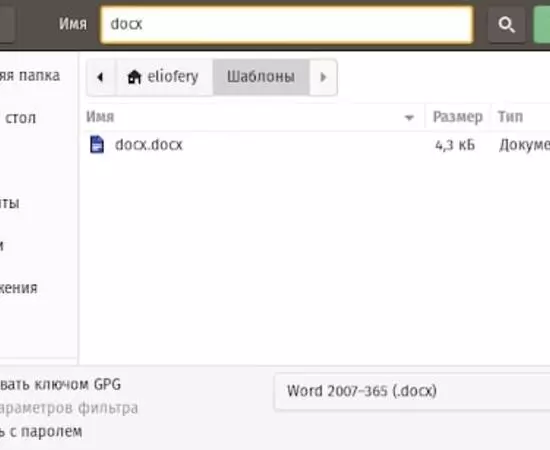 Имя docx
яя папка
eliofery Шаблоны
стол
Имя Размер Тип
docx.docx 4,3 кБ Докуме
ты
и
жения
вать ключом GPG
Word 2007–365 (.docx)
араметров фильтра
ь с паролем